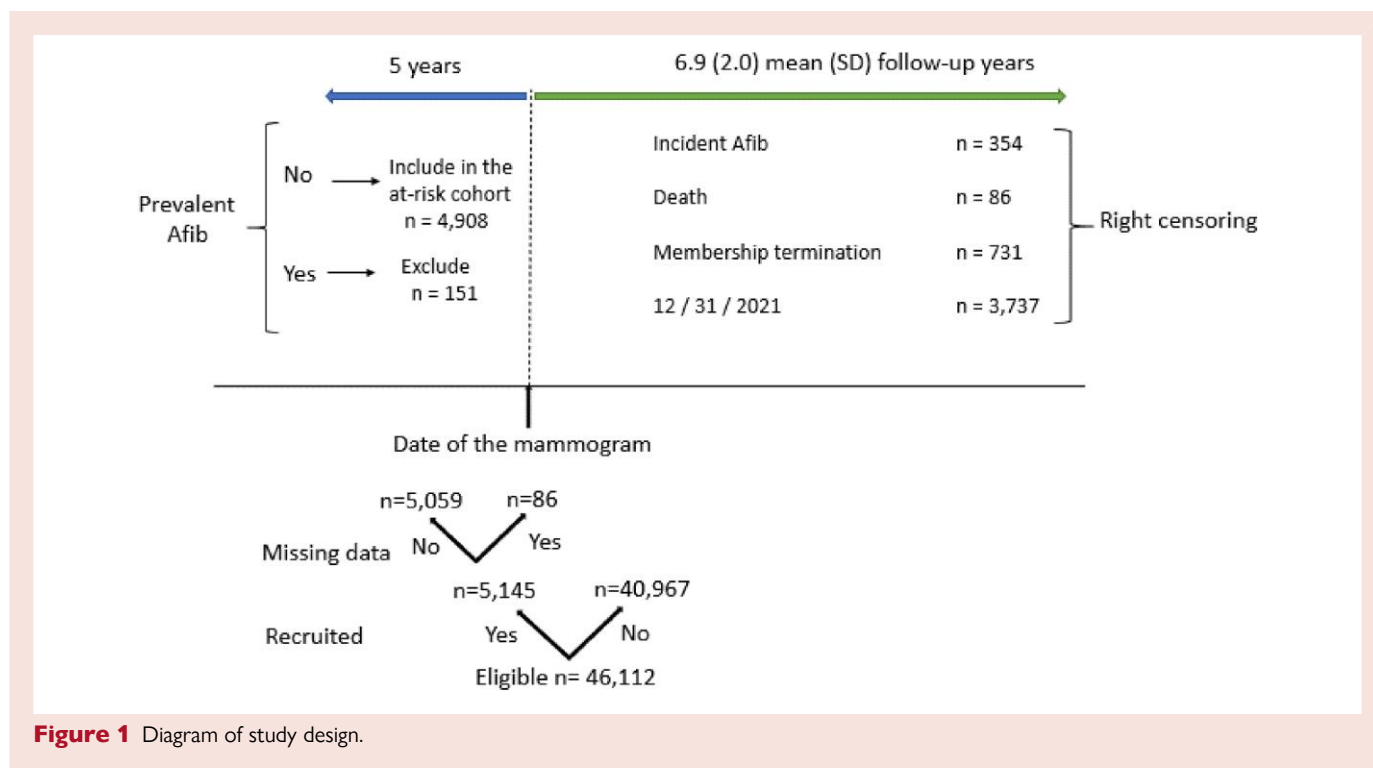 5 years
6.9 (2.0) mean (SD) follow-up years
Prevalent
Afib
No
Include in the
at-risk cohort
n = 4,908
Yes
Exclude
n = 151
Incident Afib n = 354
Death n = 86
Membership termination n = 731
12 / 31 / 2021 n = 3,737
Right censoring
Date of the mammogram
n=5,059 n=86
Missing data No Yes
n=5,145 n=40,967
Recruited Yes No
Eligible n= 46,112
Figure 1 Diagram of study design.